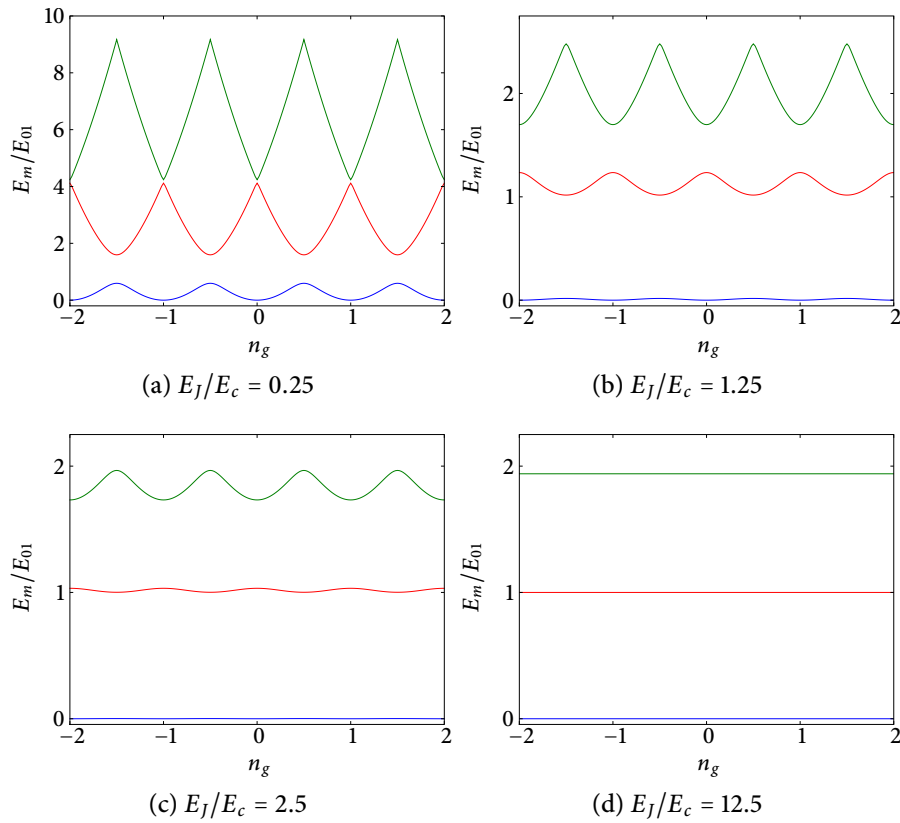 10
8
6
4
2
0
E_m/E_01
−2 −1 0 1 2
n_g
(a) E_J/E_c = 0.25
2
1
0
E_m/E_01
−2 −1 0 1 2
n_g
(b) E_J/E_c = 1.25
2
1
0
E_m/E_01
−2 −1 0 1 2
n_g
(c) E_J/E_c = 2.5
2
1
0
E_m/E_01
−2 −1 0 1 2
n_g
(d) E_J/E_c = 12.5